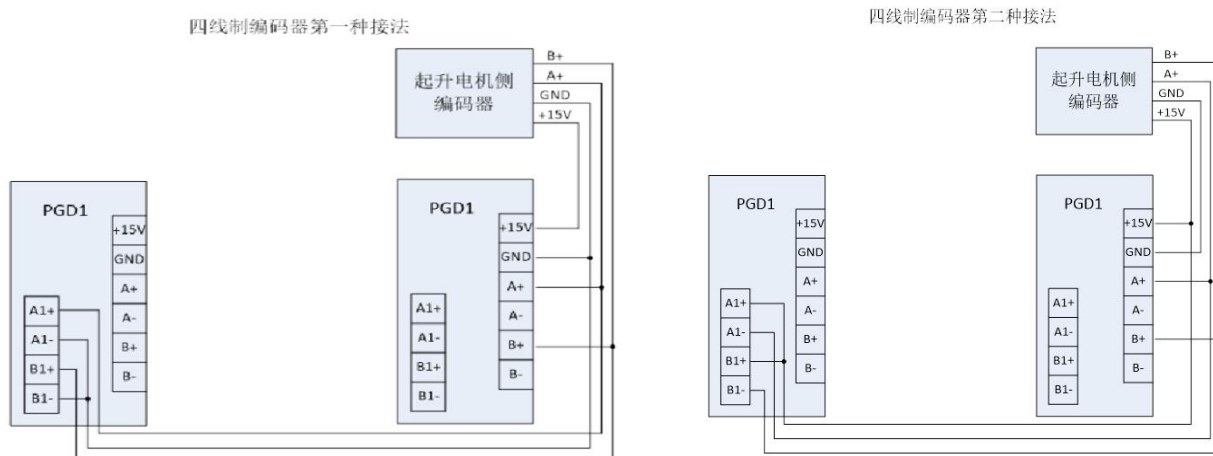 四线制编码器第一种接法
B+
A+
GND
+15V
起升电机侧
编码器
PGD1
+15V
GND
A+
A-
B+
B-
A1+
A1-
B1+
B1-
PGD1
+15V
GND
A+
A-
B+
B-
A1+
A1-
B1+
B1-
四线制编码器第二种接法
B+
A+
GND
+15V
起升电机侧
编码器
PGD1
+15V
GND
A+
A-
B+
B-
A1+
A1-
B1+
B1-
PGD1
+15V
GND
A+
A-
B+
B-
A1+
A1-
B1+
B1-